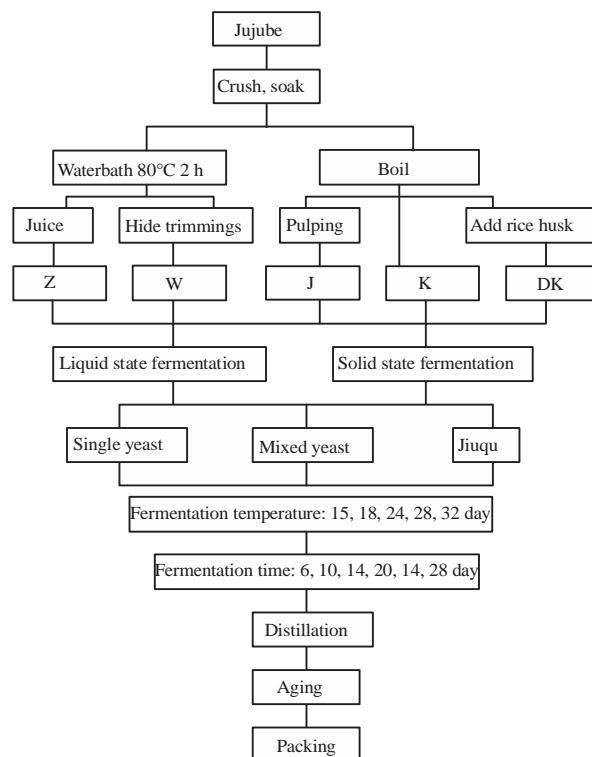 Jujube
Crush, soak
Waterbath 80°C 2 h
Boil
Juice
Hide trimmings
Pulping
Add rice husk
Z
W
J
K
DK
Liquid state fermentation
Solid state fermentation
Single yeast
Mixed yeast
Jiuqu
Fermentation temperature: 15, 18, 24, 28, 32 day
Fermentation time: 6, 10, 14, 20, 14, 28 day
Distillation
Aging
Packing